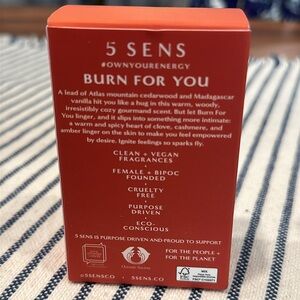 5 SENS
#OWNYOURENERGY
BURN FOR YOU
A lead of Atlas mountain cedarwood and Madagascar
vanilla hit you like a hug in this warm, woody,
irresistibly cozy gourmand scent. But let Burn For
You linger, and it slips into something more intimate:
a warm and spicy heart of clove, cashmere, and
amber linger on the skin to make you feel empowered
by desire. Ignite feelings so sparks fly.
CLEAN + VEGAN
FRAGRANCES
FEMALE + BIPOC
FOUNDED
CRUELTY
FREE
PURPOSE
DRIVEN
ECO-
CONSCIOUS
5 SENS IS PURPOSE DRIVEN AND PROUD TO SUPPORT
FOR THE PEOPLE +
FOR THE PLANET
@5SENSCO
5SENS.CO
FSC
MIX